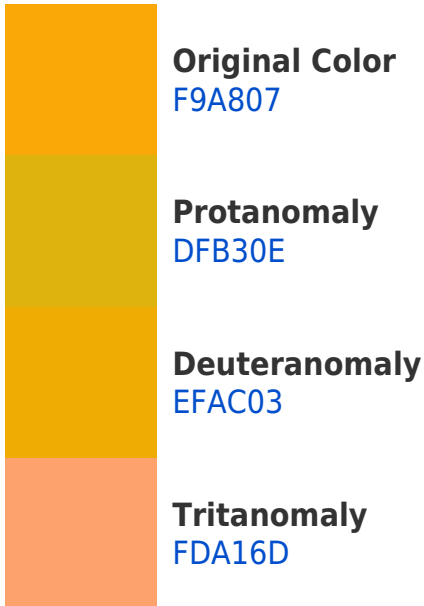 Original Color
F9A807
Protanomaly
DFB30E
Deuteranomaly
EFAC03
Tritanomaly
FDA16D